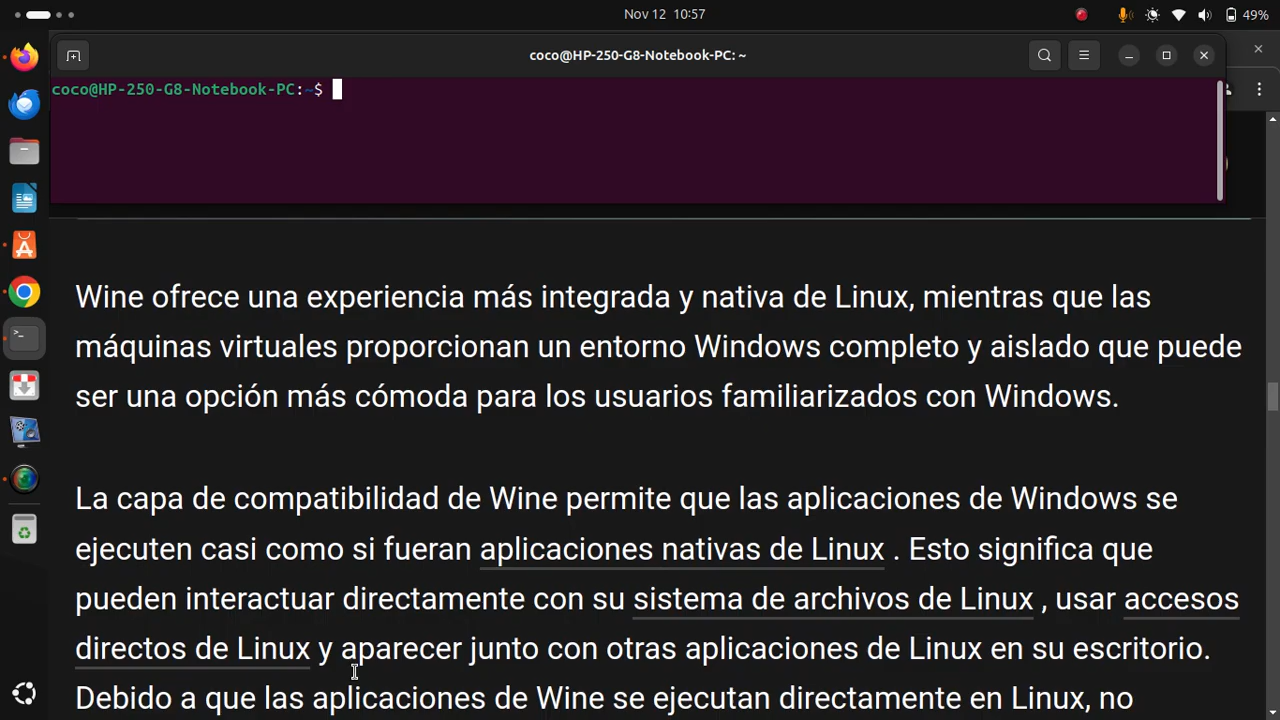 Nov 12 10:57
49%
coco@HP-250-G8-Notebook-PC: ~
coco@HP-250-G8-Notebook-PC:~$
Wine ofrece una experiencia más integrada y nativa de Linux, mientras que las
máquinas virtuales proporcionan un entorno Windows completo y aislado que puede
ser una opción más cómoda para los usuarios familiarizados con Windows.
La capa de compatibilidad de Wine permite que las aplicaciones de Windows se
ejecuten casi como si fueran aplicaciones nativas de Linux . Esto significa que
pueden interactuar directamente con su sistema de archivos de Linux , usar accesos
directos de Linux y aparecer junto con otras aplicaciones de Linux en su escritorio.
Debido a que las aplicaciones de Wine se ejecutan directamente en Linux, no